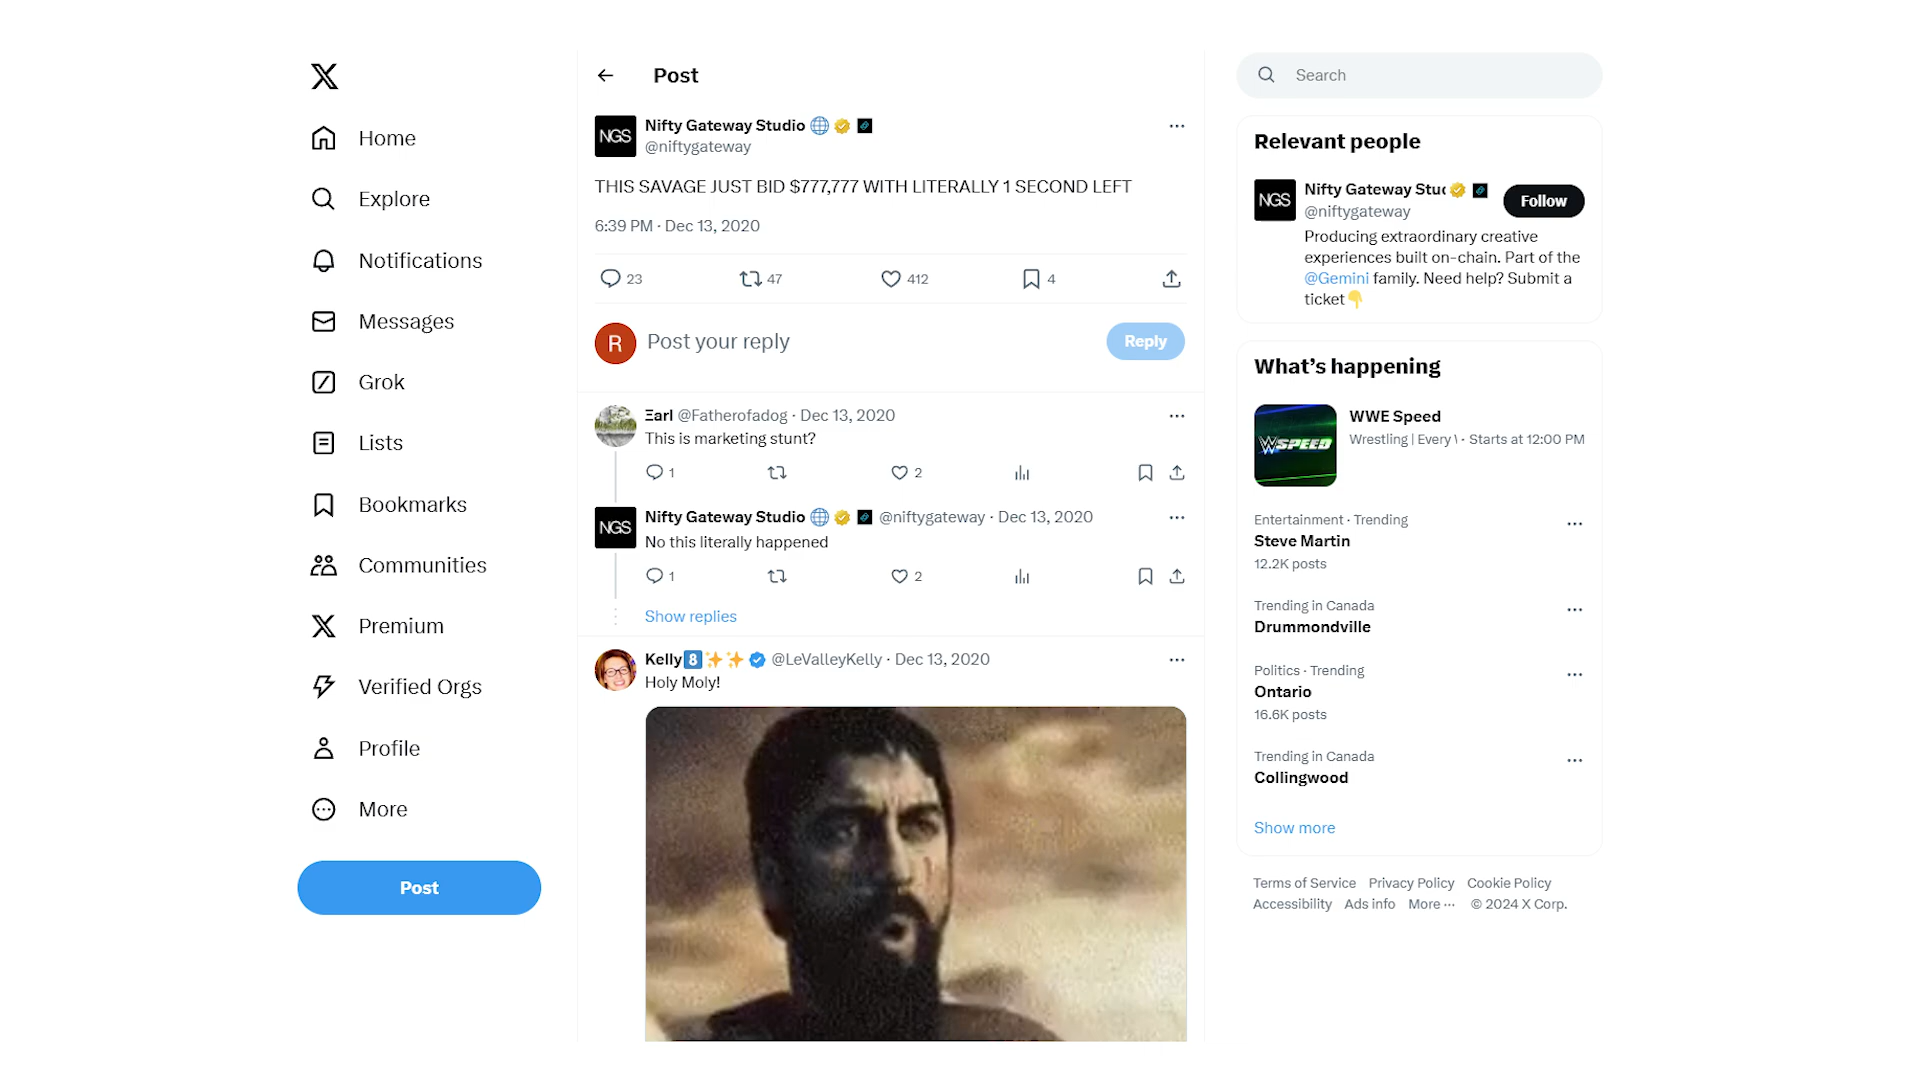 Home
Explore
Notifications
Messages
Grok
Lists
Bookmarks
Communities
Premium
Verified Orgs
Profile
More
Post
Post
NGS
Nifty Gateway Studio
@niftygateway
THIS SAVAGE JUST BID $777,777 WITH LITERALLY 1 SECOND LEFT
6:39 PM · Dec 13, 2020
23 47 412 4
R
Post your reply
Reply
Ξarl @Fatherofadog · Dec 13, 2020
This is marketing stunt?
1 2
NGS
Nifty Gateway Studio @niftygateway · Dec 13, 2020
No this literally happened
1 2
Show replies
Kelly 8 @LeValleyKelly · Dec 13, 2020
Holy Moly!
Search
Relevant people
NGS
Nifty Gateway Stu
@niftygateway
Follow
Producing extraordinary creative
experiences built on-chain. Part of the
@Gemini family. Need help? Submit a
ticket
What’s happening
WSPEED
WWE Speed
Wrestling | Every · Starts at 12:00 PM
Entertainment · Trending
Steve Martin
12.2K posts
Trending in Canada
Drummondville
Politics · Trending
Ontario
16.6K posts
Trending in Canada
Collingwood
Show more
Terms of Service Privacy Policy Cookie Policy
Accessibility Ads info More ··· © 2024 X Corp.